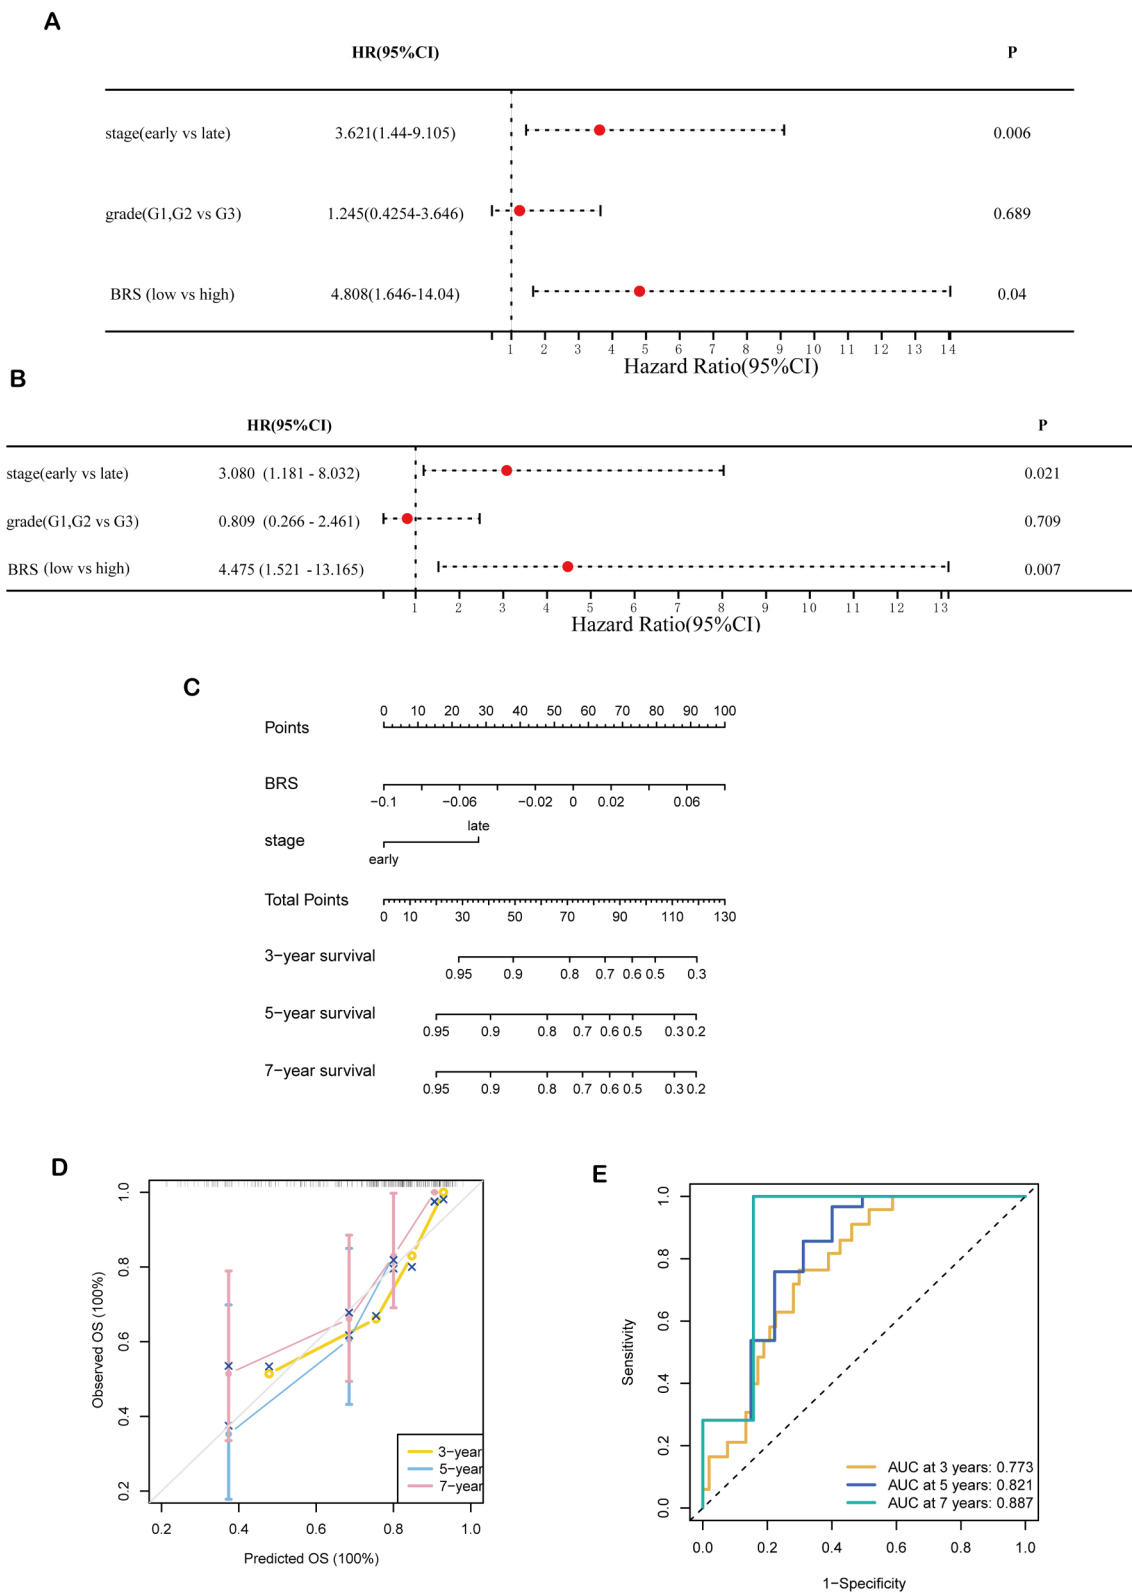 A
HR(95%CI) P
stage(early vs late) 3.621(1.44-9.105) 0.006
grade(G1,G2 vs G3) 1.245(0.4254-3.646) 0.689
BRS (low vs high) 4.808(1.646-14.04) 0.04
1 2 3 4 5 6 7 8 9 10 11 12 13 14
Hazard Ratio(95%CI)
B
HR(95%CI) P
stage(early vs late) 3.080 (1.181 - 8.032) 0.021
grade(G1,G2 vs G3) 0.809 (0.266 - 2.461) 0.709
BRS (low vs high) 4.475 (1.521 -13.165) 0.007
1 2 3 4 5 6 7 8 9 10 11 12 13
Hazard Ratio(95%CI)
C
0 10 20 30 40 50 60 70 80 90 100
Points
BRS
−0.1 −0.06 −0.02 0 0.02 0.06
late
stage
early
Total Points
0 10 30 50 70 90 110 130
3−year survival
0.95 0.9 0.8 0.7 0.6 0.5 0.3
5−year survival
0.95 0.9 0.8 0.7 0.6 0.5 0.3 0.2
7−year survival
0.95 0.9 0.8 0.7 0.6 0.5 0.3 0.2
D
Observed OS (100%)
1.0
0.8
0.6
0.4
0.2
3−year
5−year
7−year
0.2 0.4 0.6 0.8 1.0
Predicted OS (100%)
E
Sensitivity
1.0
0.8
0.6
0.4
0.2
0.0
AUC at 3 years: 0.773
AUC at 5 years: 0.821
AUC at 7 years: 0.887
0.0 0.2 0.4 0.6 0.8 1.0
1−Specificity